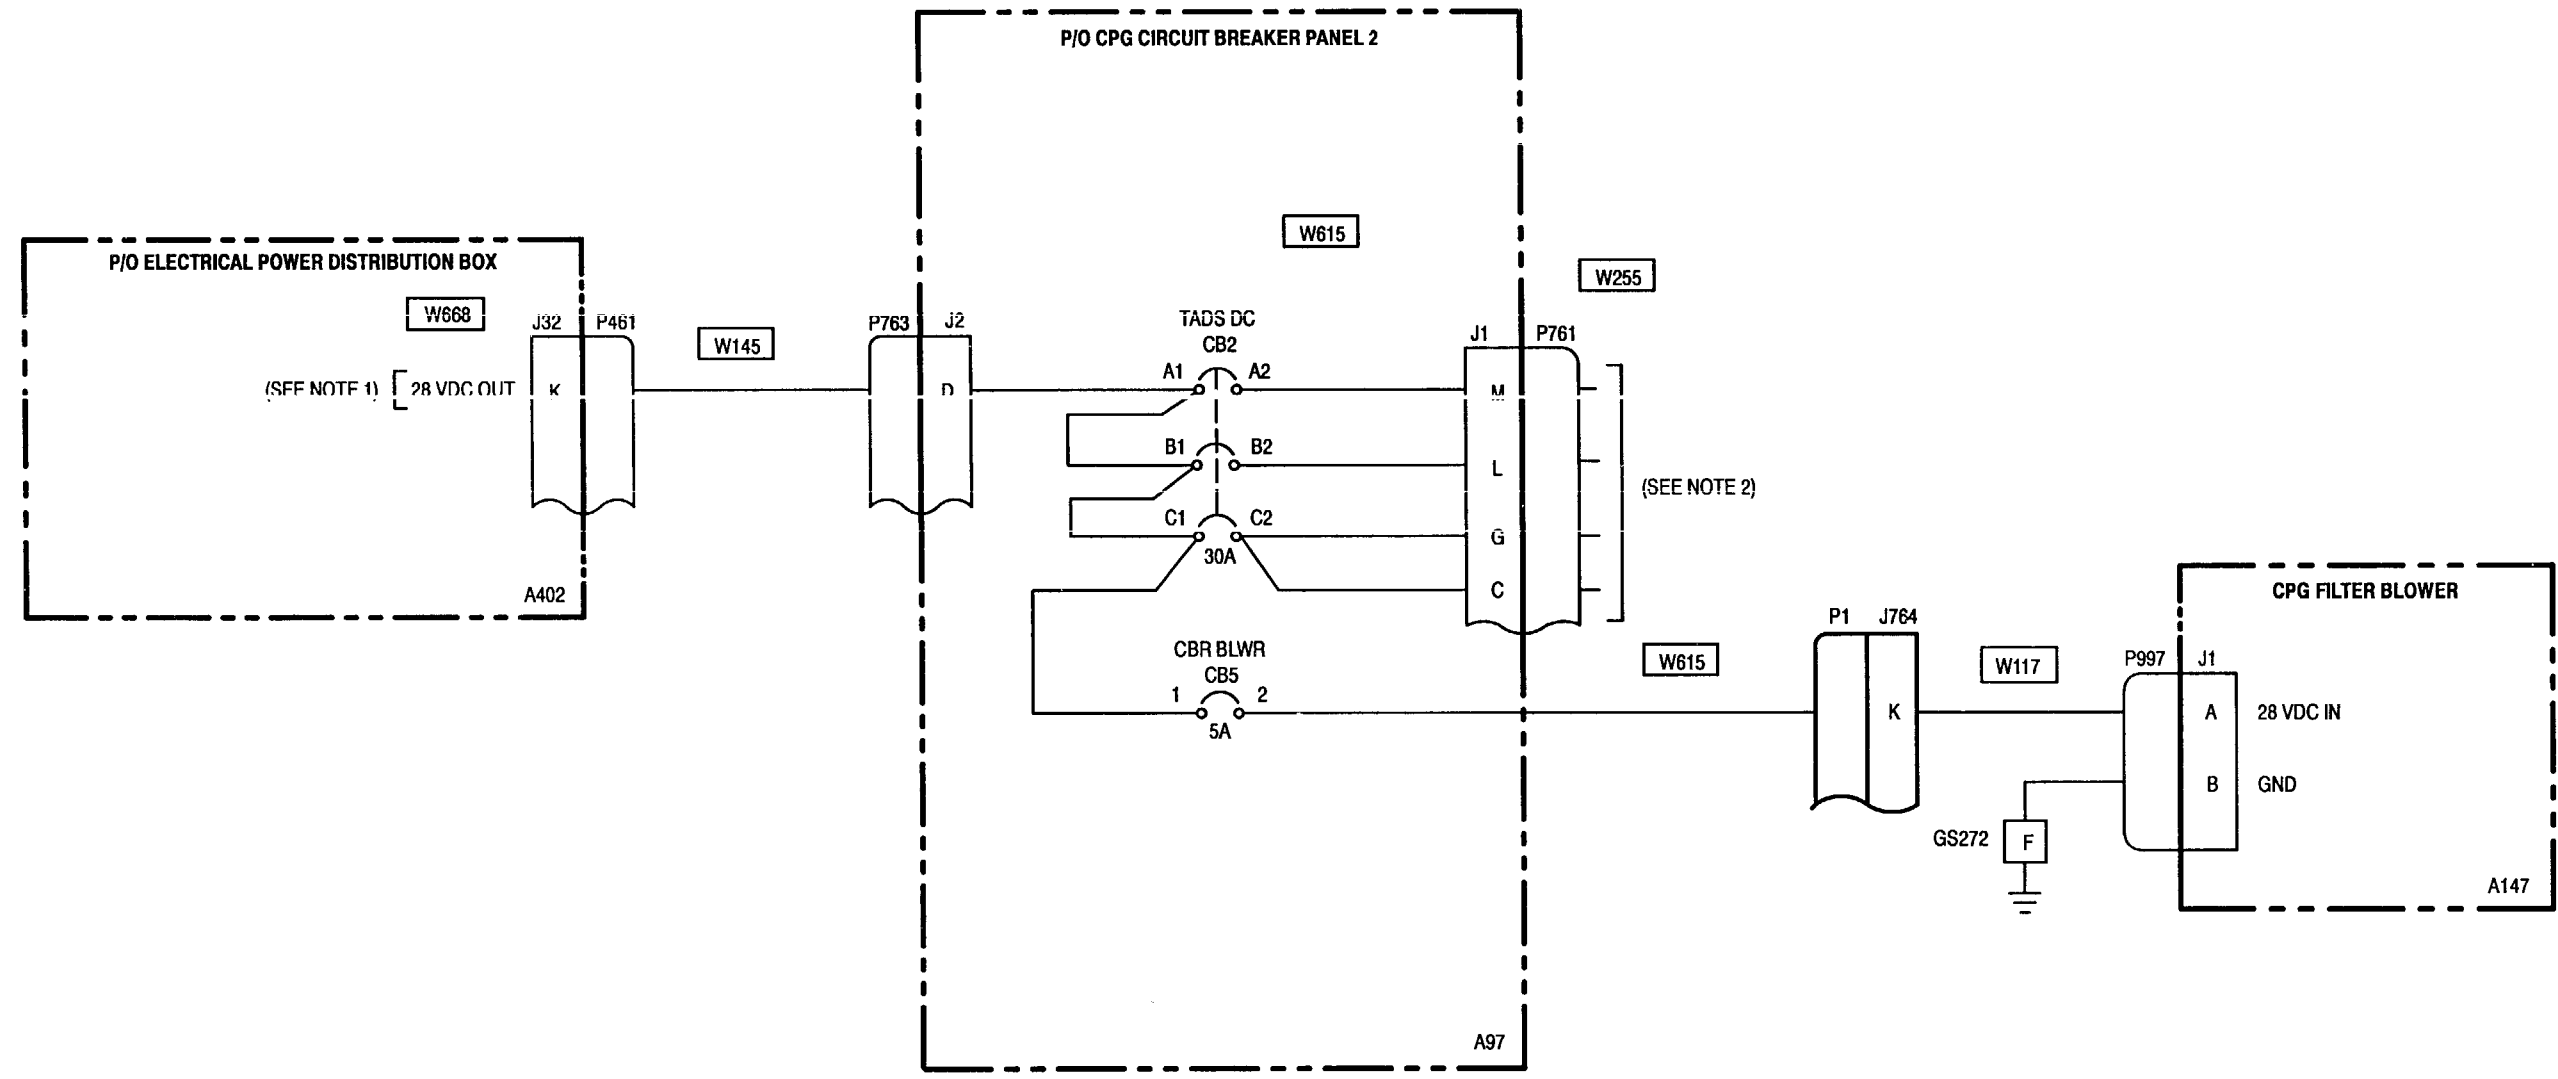 P/O CPG CIRCUIT BREAKER PANEL 2
W615
P/O ELECTRICAL POWER DISTRIBUTION BOX
W668
J32
P461
(SEE NOTE 1)
28 VDC OUT
K
A402
W145
P763
J2
D
TADS DC
CB2
A1
A2
B1
B2
C1
C2
30A
CBR BLWR
CB5
1
2
5A
A97
W255
J1
P761
M
L
G
C
(SEE NOTE 2)
W615
P1
J764
K
W117
CPG FILTER BLOWER
P997
J1
A
28 VDC IN
B
GND
GS272
F
A147